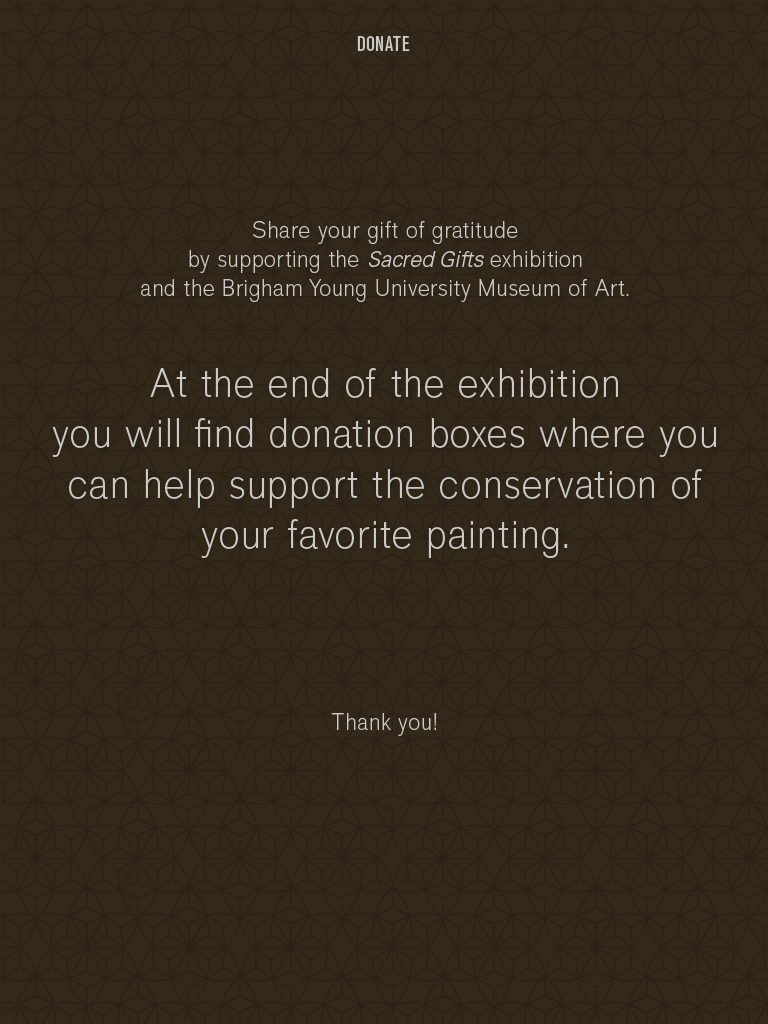 DONATE
Share your gift of gratitude
by supporting the Sacred Gifts exhibition
and the Brigham Young University Museum of Art.
At the end of the exhibition
you will find donation boxes where you
can help support the conservation of
your favorite painting.
Thank you!